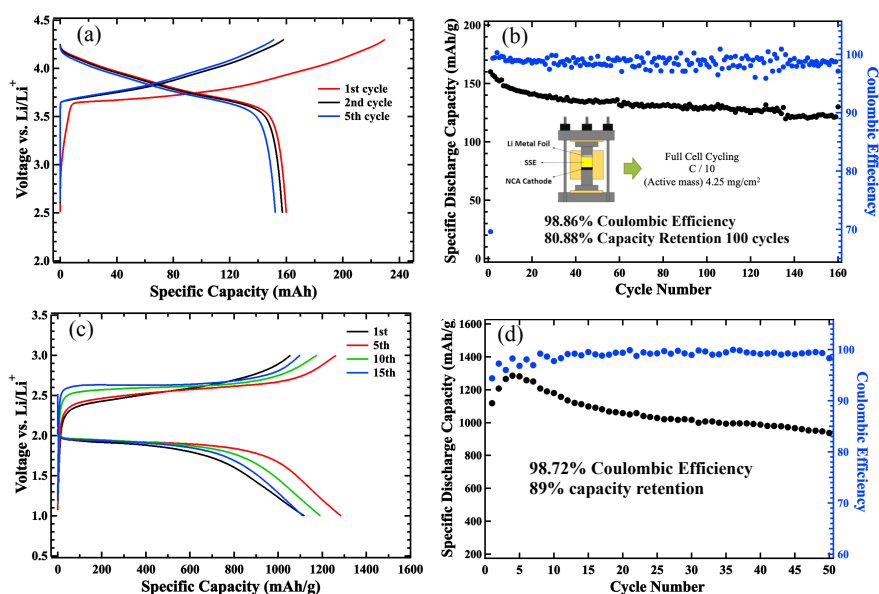 (a)
4.5
4.0
3.5
3.0
2.5
2.0
Voltage vs. Li/Li+
1st cycle
2nd cycle
5th cycle
0 40 80 120 160 200 240
Specific Capacity (mAh)
(b)
200
150
100
50
0
Specific Discharge Capacity (mAh/g)
100
90
80
70
Coulombic Effieciency
Li Metal Foil
SSE
NCA Cathode
Full Cell Cycling
C / 10
(Active mass) 4.25 mg/cm²
98.86% Coulombic Efficiency
80.88% Capacity Retention 100 cycles
0 20 40 60 80 100 120 140 160
Cycle Number
(c)
3.5
3.0
2.5
2.0
1.5
1.0
0.5
Voltage vs. Li/Li+
1st
5th
10th
15th
0 200 400 600 800 1000 1200 1400 1600
Specific Capacity (mAh/g)
(d)
1600
1400
1200
1000
800
600
400
200
Specific Discharge Capacity (mAh/g)
100
90
80
70
60
Coulombic Efficiency
98.72% Coulombic Efficiency
89% capacity retention
0 5 10 15 20 25 30 35 40 45 50
Cycle Number